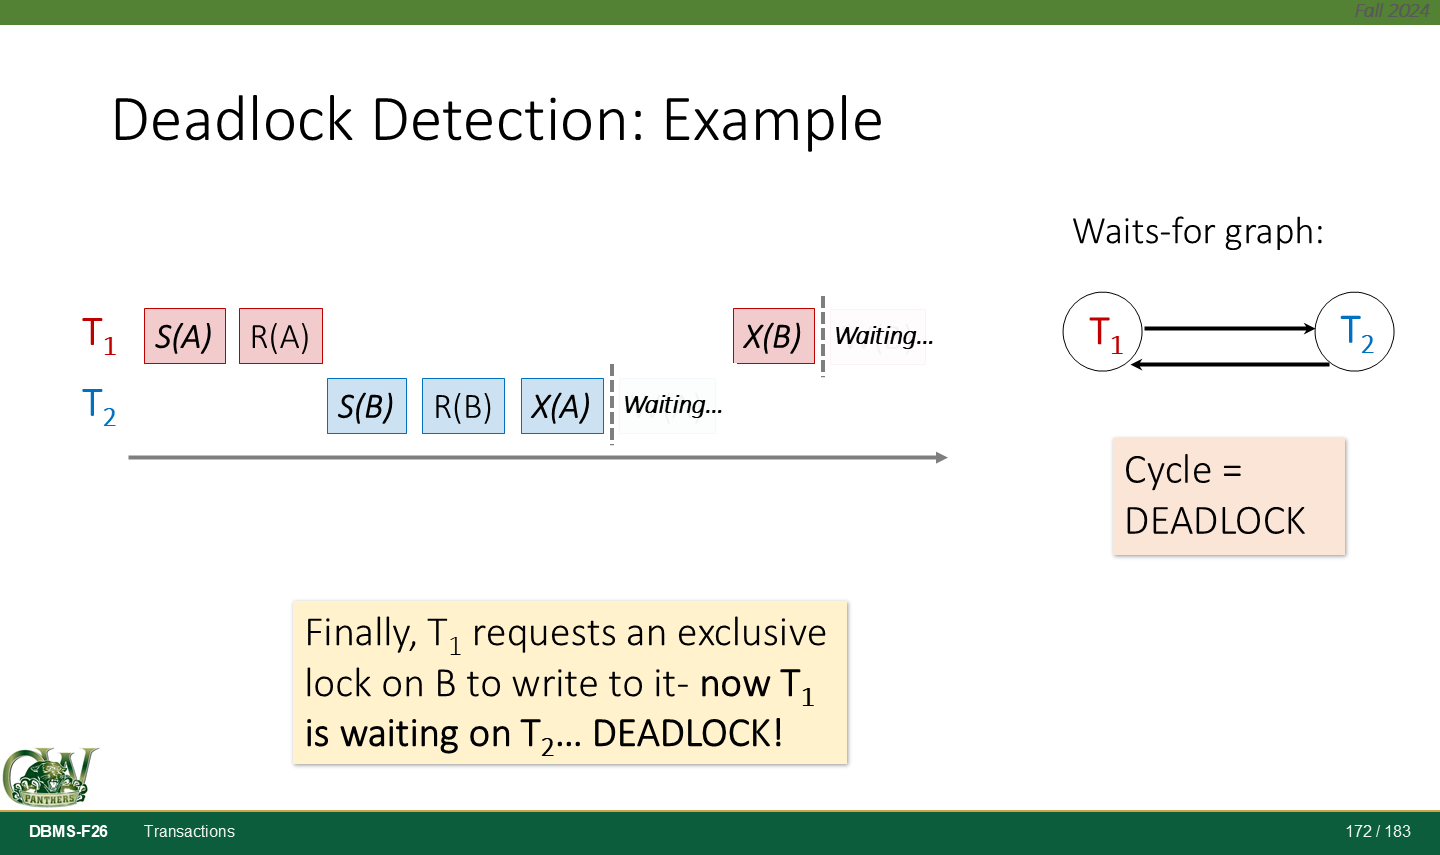 Fall 2024
Deadlock Detection: Example
Waits-for graph:
T1 S(A) R(A) X(B) Waiting...
T2 S(B) R(B) X(A) Waiting...
T1 T2
Cycle =
DEADLOCK
Finally, T1 requests an exclusive
lock on B to write to it- now T1
is waiting on T2... DEADLOCK!
OW
PANTHERS
DBMS-F26 Transactions 172 / 183